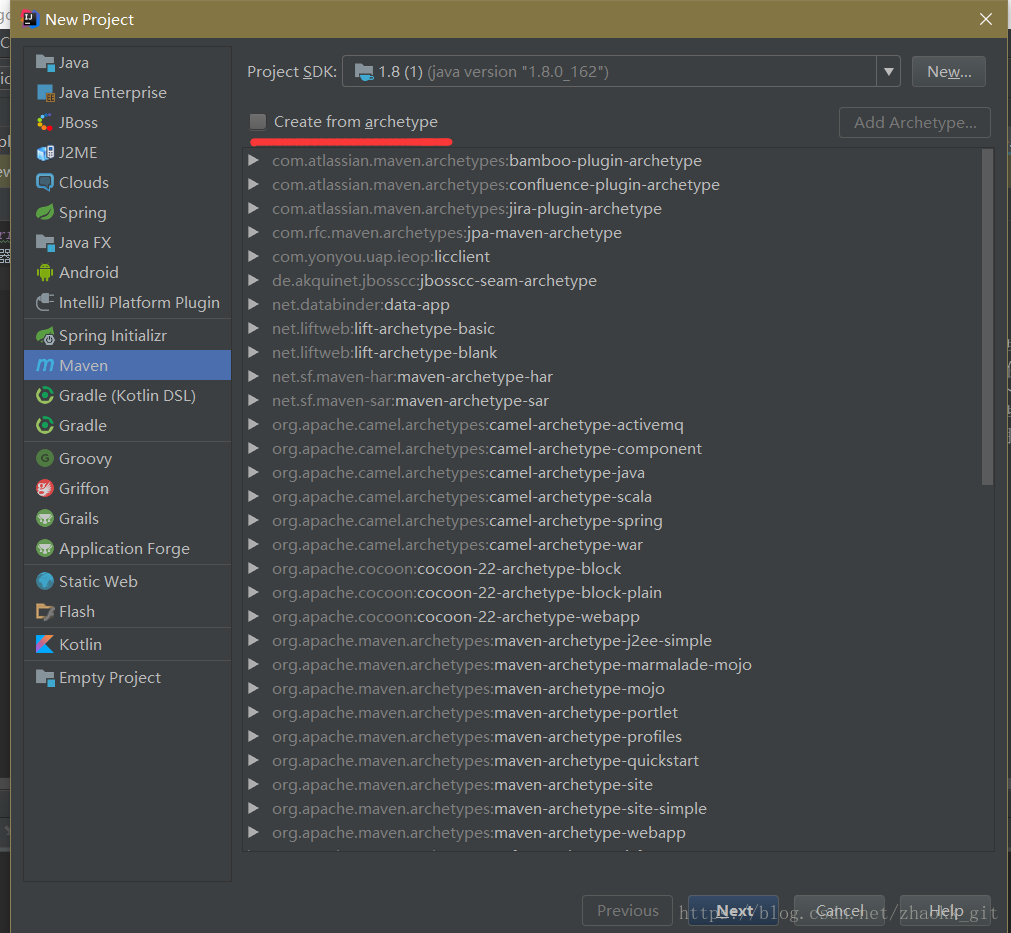 New Project
Java
Java Enterprise
JBoss
J2ME
Clouds
Spring
Java FX
Android
IntelliJ Platform Plugin
Spring Initializr
Maven
Gradle (Kotlin DSL)
Gradle
Groovy
Griffon
Grails
Application Forge
Static Web
Flash
Kotlin
Empty Project
Project SDK: 1.8 (1) (java version "1.8.0_162") New...
Create from archetype Add Archetype...
com.atlassian.maven.archetypes:bamboo-plugin-archetype
com.atlassian.maven.archetypes:confluence-plugin-archetype
com.atlassian.maven.archetypes:jira-plugin-archetype
com.rfc.maven.archetypes:jpa-maven-archetype
com.yonyou.uap.ieop:licclient
de.akquinet.jbosscc:jbosscc-seam-archetype
net.databinder:data-app
net.liftweb:lift-archetype-basic
net.liftweb:lift-archetype-blank
net.sf.maven-har:maven-archetype-har
net.sf.maven-sar:maven-archetype-sar
org.apache.camel.archetypes:camel-archetype-activemq
org.apache.camel.archetypes:camel-archetype-component
org.apache.camel.archetypes:camel-archetype-java
org.apache.camel.archetypes:camel-archetype-scala
org.apache.camel.archetypes:camel-archetype-spring
org.apache.camel.archetypes:camel-archetype-war
org.apache.cocoon:cocoon-22-archetype-block
org.apache.cocoon:cocoon-22-archetype-block-plain
org.apache.cocoon:cocoon-22-archetype-webapp
org.apache.maven.archetypes:maven-archetype-j2ee-simple
org.apache.maven.archetypes:maven-archetype-marmalade-mojo
org.apache.maven.archetypes:maven-archetype-mojo
org.apache.maven.archetypes:maven-archetype-portlet
org.apache.maven.archetypes:maven-archetype-profiles
org.apache.maven.archetypes:maven-archetype-quickstart
org.apache.maven.archetypes:maven-archetype-site
org.apache.maven.archetypes:maven-archetype-site-simple
org.apache.maven.archetypes:maven-archetype-webapp
Previous Next Cancel Help